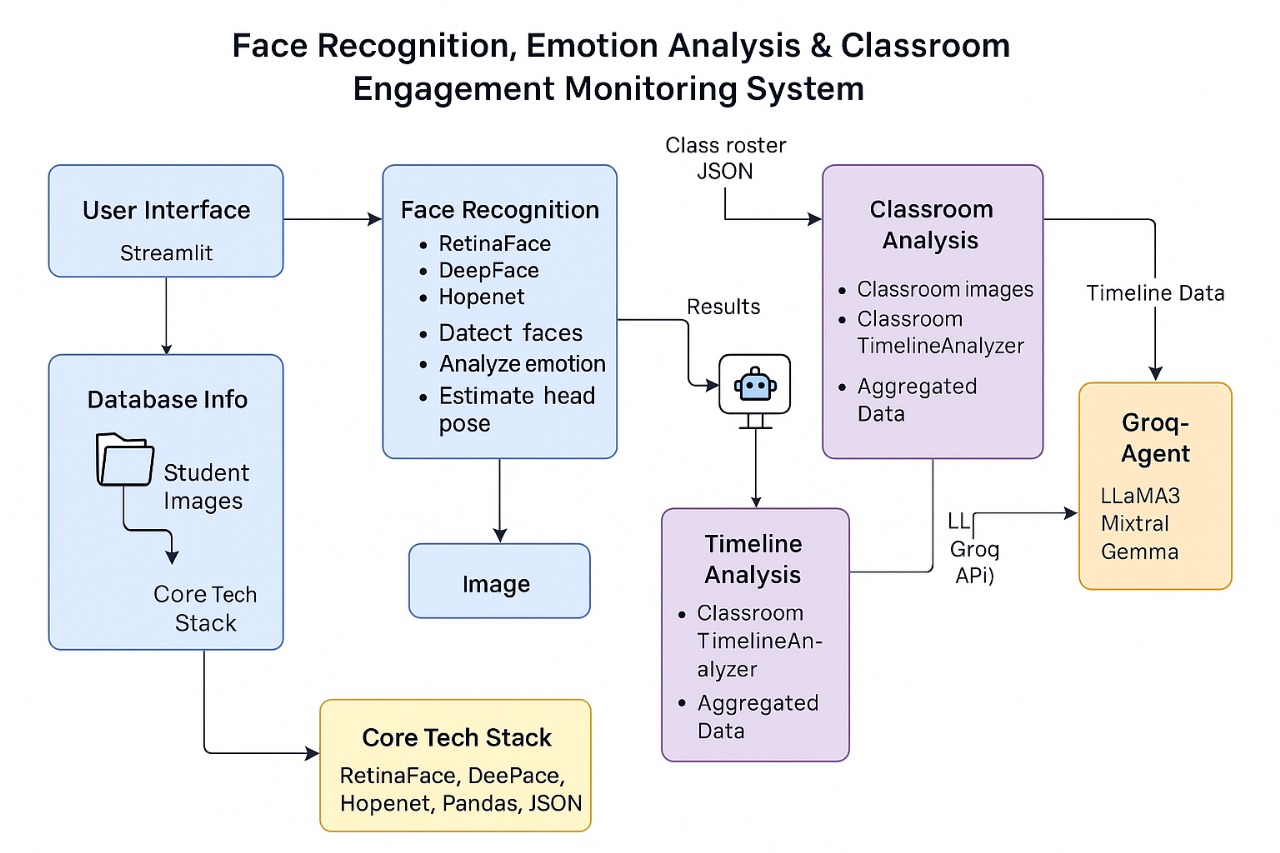 Face Recognition, Emotion Analysis & Classroom
Engagement Monitoring System
User Interface
Streamlit
Database Info
Student
Images
Core Tech
Stack
Face Recognition
• RetinaFace
• DeepFace
• Hopenet
• Datect faces
• Analyze emotion
• Estimate head
pose
Image
Core Tech Stack
RetinaFace, DeePace,
Hopenet, Pandas, JSON
Results
Timeline
Analysis
• Classroom
TimelineAn-
alyzer
• Aggregated
Data
Class roster
JSON
Classroom
Analysis
• Classroom images
• Classroom
TimelineAnalyzer
• Aggregated
Data
Timeline Data
LL
Groq
APi)
Groq-
Agent
LLaMA3
Mixtral
Gemma